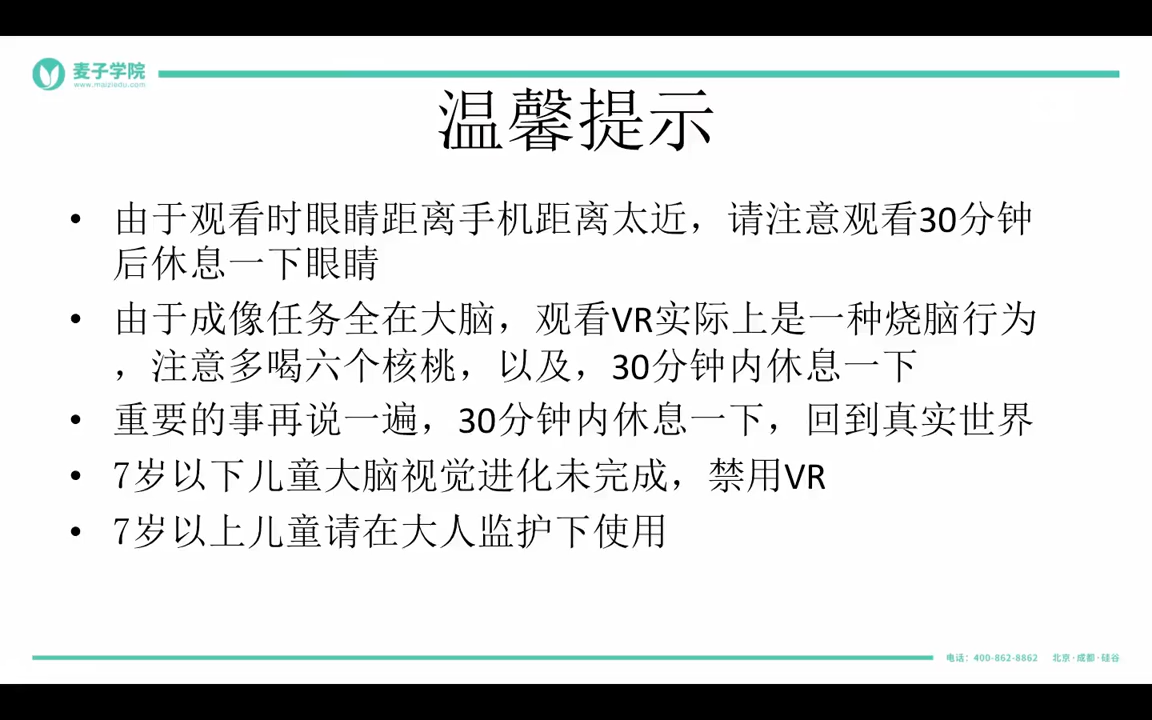 麦子学院
www.maiziedu.com
温馨提示
• 由于观看时眼睛距离手机距离太近，请注意观看30分钟
后休息一下眼睛
• 由于成像任务全在大脑，观看VR实际上是一种烧脑行为
，注意多喝六个核桃，以及，30分钟内休息一下
• 重要的事再说一遍，30分钟内休息一下，回到真实世界
• 7岁以下儿童大脑视觉进化未完成，禁用VR
• 7岁以上儿童请在大人监护下使用
电话：400-862-8862 北京·成都·硅谷